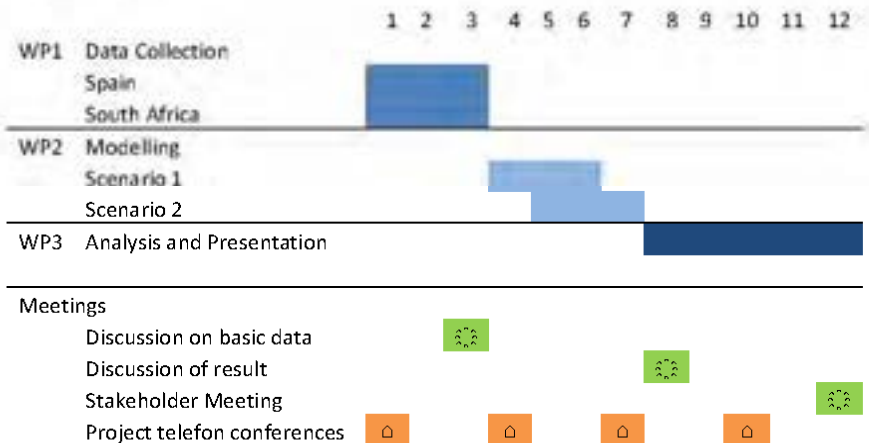 1 2 3 4 5 6 7 8 9 10 11 12
WP1 Data Collection
Spain
South Africa
WP2 Modelling
Scenario 1
Scenario 2
WP3 Analysis and Presentation
Meetings
Discussion on basic data
Discussion of result
Stakeholder Meeting
Project telefon conferences